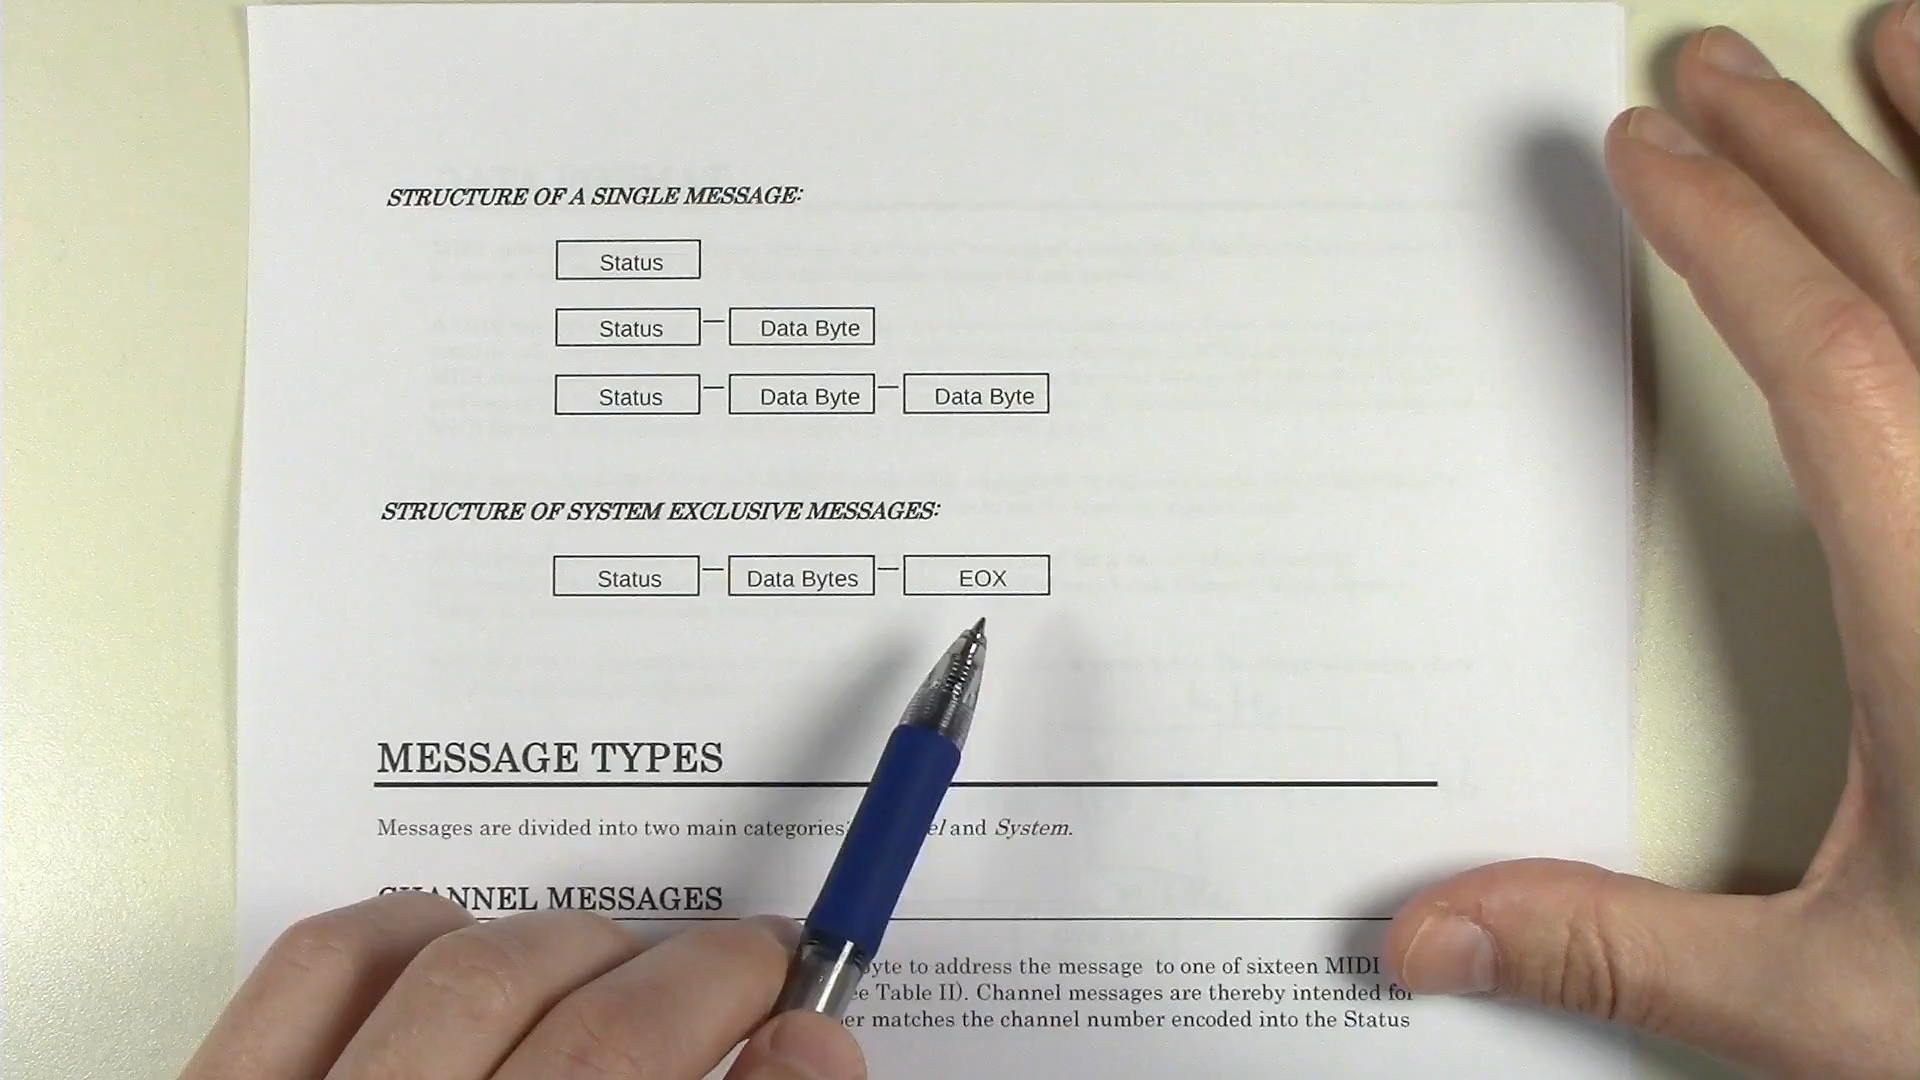 STRUCTURE OF A SINGLE MESSAGE:
Status
Status Data Byte
Status Data Byte Data Byte
STRUCTURE OF SYSTEM EXCLUSIVE MESSAGES:
Status Data Bytes EOX
MESSAGE TYPES
Messages are divided into two main categories: and System.
CHANNEL MESSAGES
to address the message to one of sixteen MIDI
Table II). Channel messages are thereby intended for
matches the channel number encoded into the Status